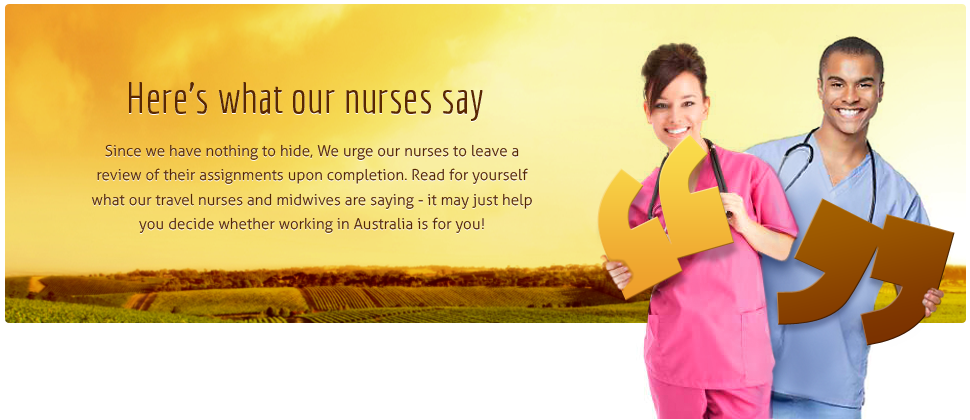 Here's what our nurses say
Since we have nothing to hide, We urge our nurses to leave a
review of their assignments upon completion. Read for yourself
what our travel nurses and midwives are saying - it may just help
you decide whether working in Australia is for you!